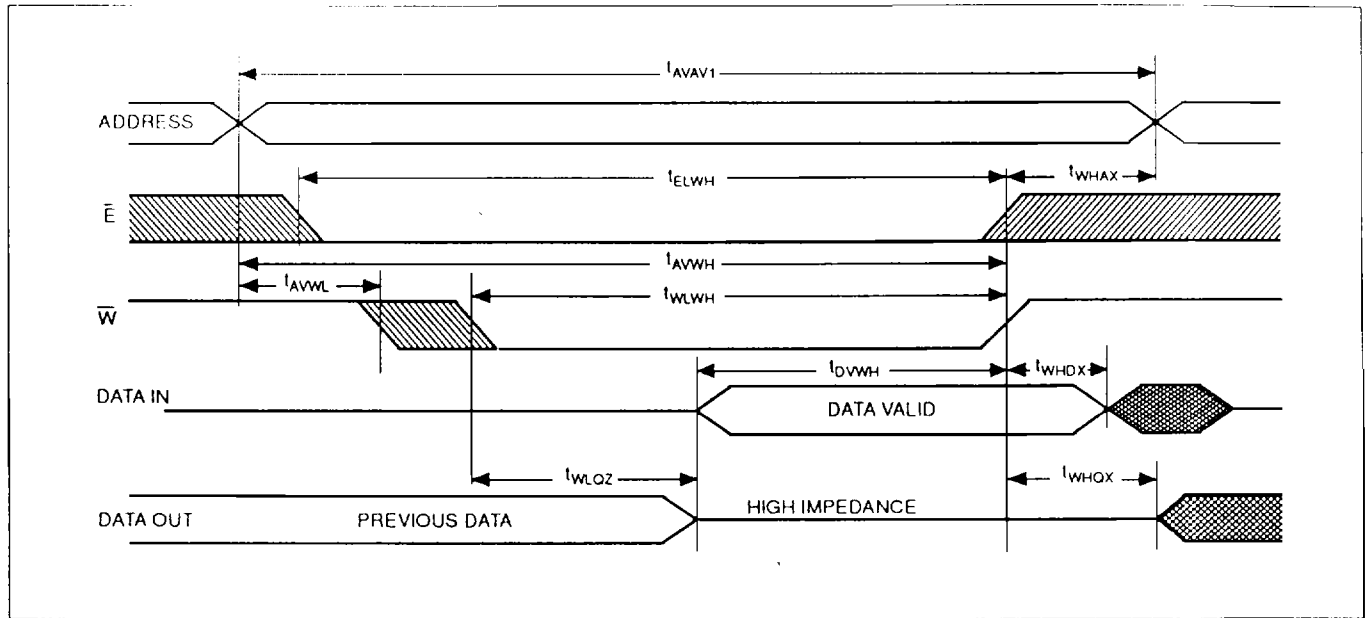 tAVAV1
ADDRESS
tELWH
tWHAX
E̅
tAVWH
tAVWL
tWLWH
W̅
tDVWH
tWHDX
DATA IN
DATA VALID
tWLQZ
tWHQX
DATA OUT
PREVIOUS DATA
HIGH IMPEDANCE